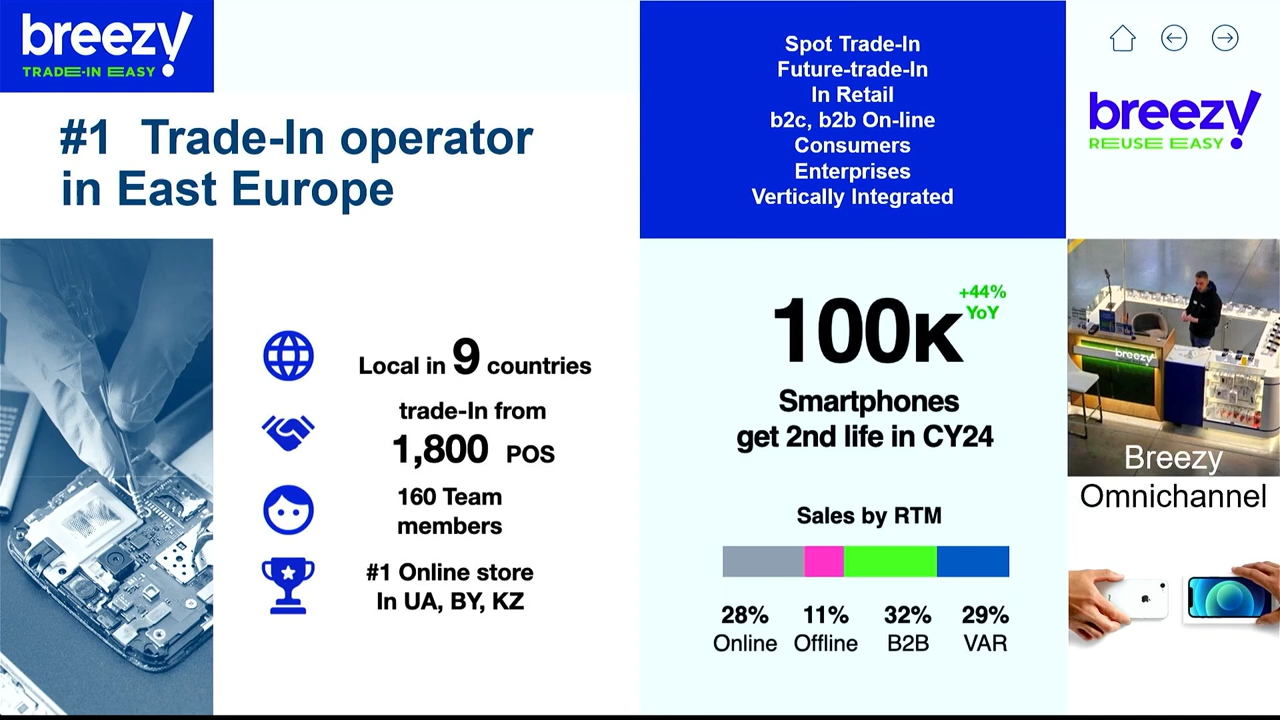 breezy!
TRADE-IN EASY
#1 Trade-In operator
in East Europe
Local in 9 countries
trade-In from
1,800 POS
160 Team
members
#1 Online store
In UA, BY, KZ
Spot Trade-In
Future-trade-In
In Retail
b2c, b2b On-line
Consumers
Enterprises
Vertically Integrated
100K
+44%
YoY
Smartphones
get 2nd life in CY24
Sales by RTM
28% 11% 32% 29%
Online Offline B2B VAR
breezy!
REUSE EASY
breezy!
Breezy
Omnichannel